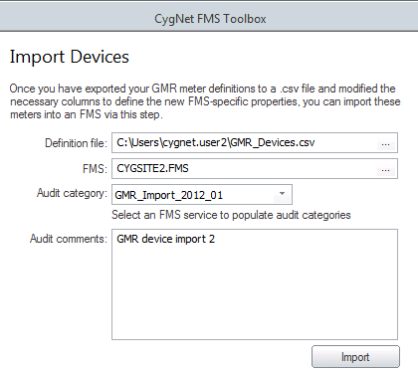 CygNet FMS Toolbox
Import Devices
Once you have exported your GMR meter definitions to a .csv file and modified the
necessary columns to define the new FMS-specific properties, you can import these
meters into an FMS via this step.
Definition file: C:\Users\cygnet.user2\GMR_Devices.csv ...
FMS: CYGSITE2.FMS ...
Audit category: GMR_Import_2012_01
Select an FMS service to populate audit categories
Audit comments: GMR device import 2
Import